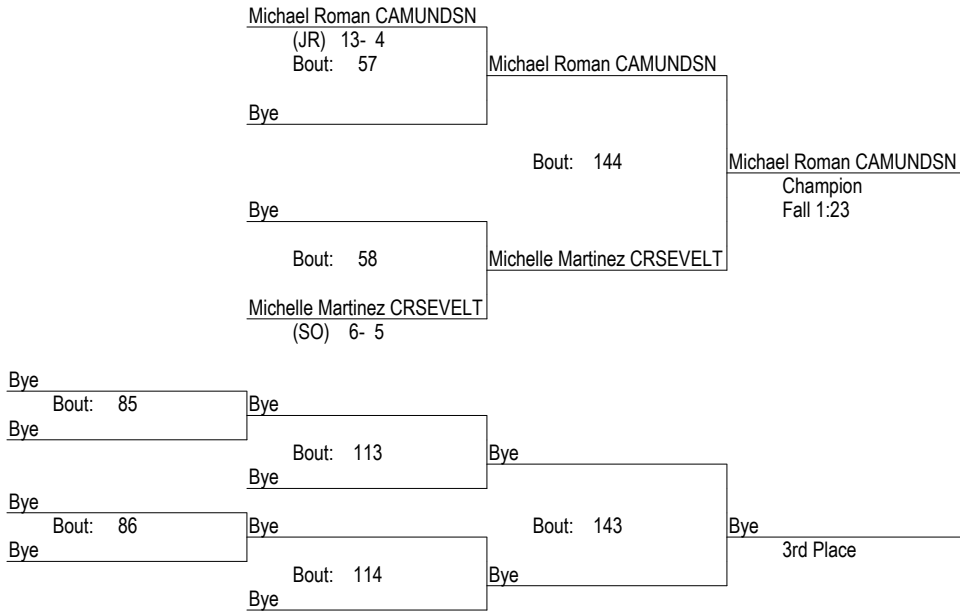 Michael Roman CAMUNDSN
(JR) 13- 4
Bout: 57
Michael Roman CAMUNDSN
Bye
Bout: 144
Michael Roman CAMUNDSN
Champion
Fall 1:23
Bye
Bout: 58
Michelle Martinez CRSEVELT
Michelle Martinez CRSEVELT
(SO) 6- 5
Bye
Bout: 85
Bye
Bye
Bout: 113
Bye
Bye
Bye
Bout: 86
Bye
Bye
Bout: 143
Bye
3rd Place
Bout: 114
Bye
Bye